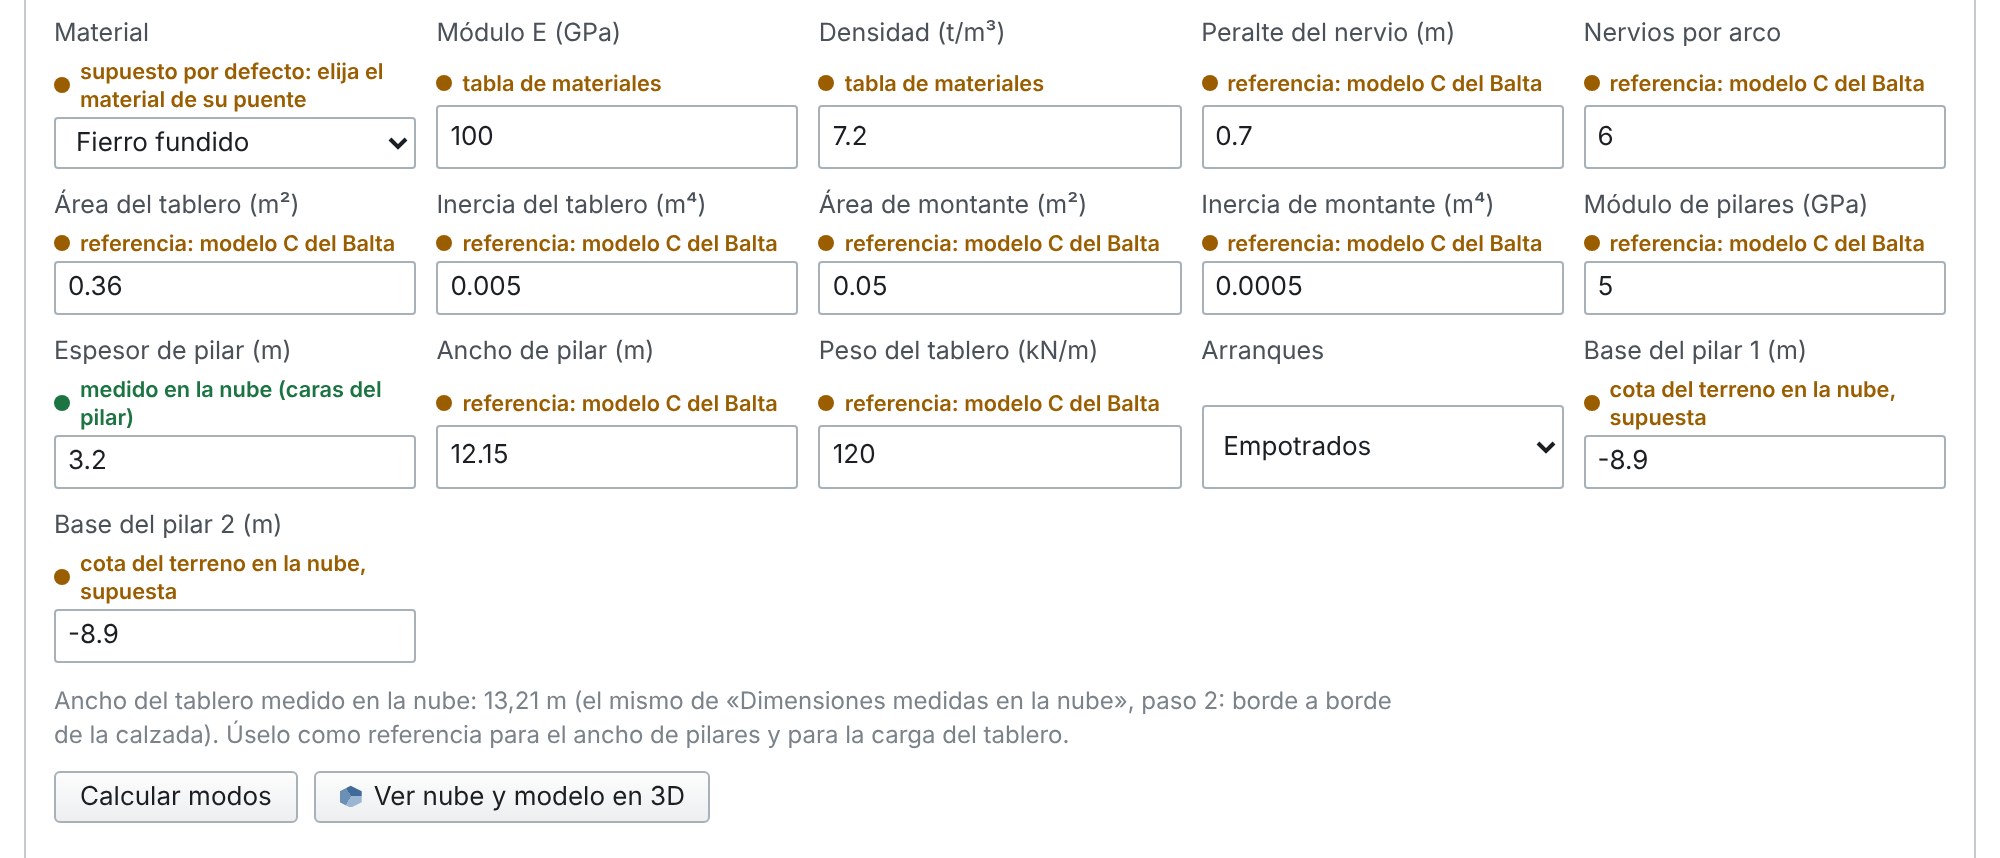 Material
supuesto por defecto: elija el
material de su puente
Fierro fundido
Módulo E (GPa)
tabla de materiales
100
Densidad (t/m³)
tabla de materiales
7.2
Peralte del nervio (m)
referencia: modelo C del Balta
0.7
Nervios por arco
referencia: modelo C del Balta
6
Área del tablero (m²)
referencia: modelo C del Balta
0.36
Inercia del tablero (m⁴)
referencia: modelo C del Balta
0.005
Área de montante (m²)
referencia: modelo C del Balta
0.05
Inercia de montante (m⁴)
referencia: modelo C del Balta
0.0005
Módulo de pilares (GPa)
referencia: modelo C del Balta
5
Espesor de pilar (m)
medido en la nube (caras del
pilar)
3.2
Ancho de pilar (m)
referencia: modelo C del Balta
12.15
Peso del tablero (kN/m)
referencia: modelo C del Balta
120
Arranques
Empotrados
Base del pilar 1 (m)
cota del terreno en la nube,
supuesta
-8.9
Base del pilar 2 (m)
cota del terreno en la nube,
supuesta
-8.9
Ancho del tablero medido en la nube: 13,21 m (el mismo de «Dimensiones medidas en la nube», paso 2: borde a borde
de la calzada). Úselo como referencia para el ancho de pilares y para la carga del tablero.
Calcular modos
Ver nube y modelo en 3D